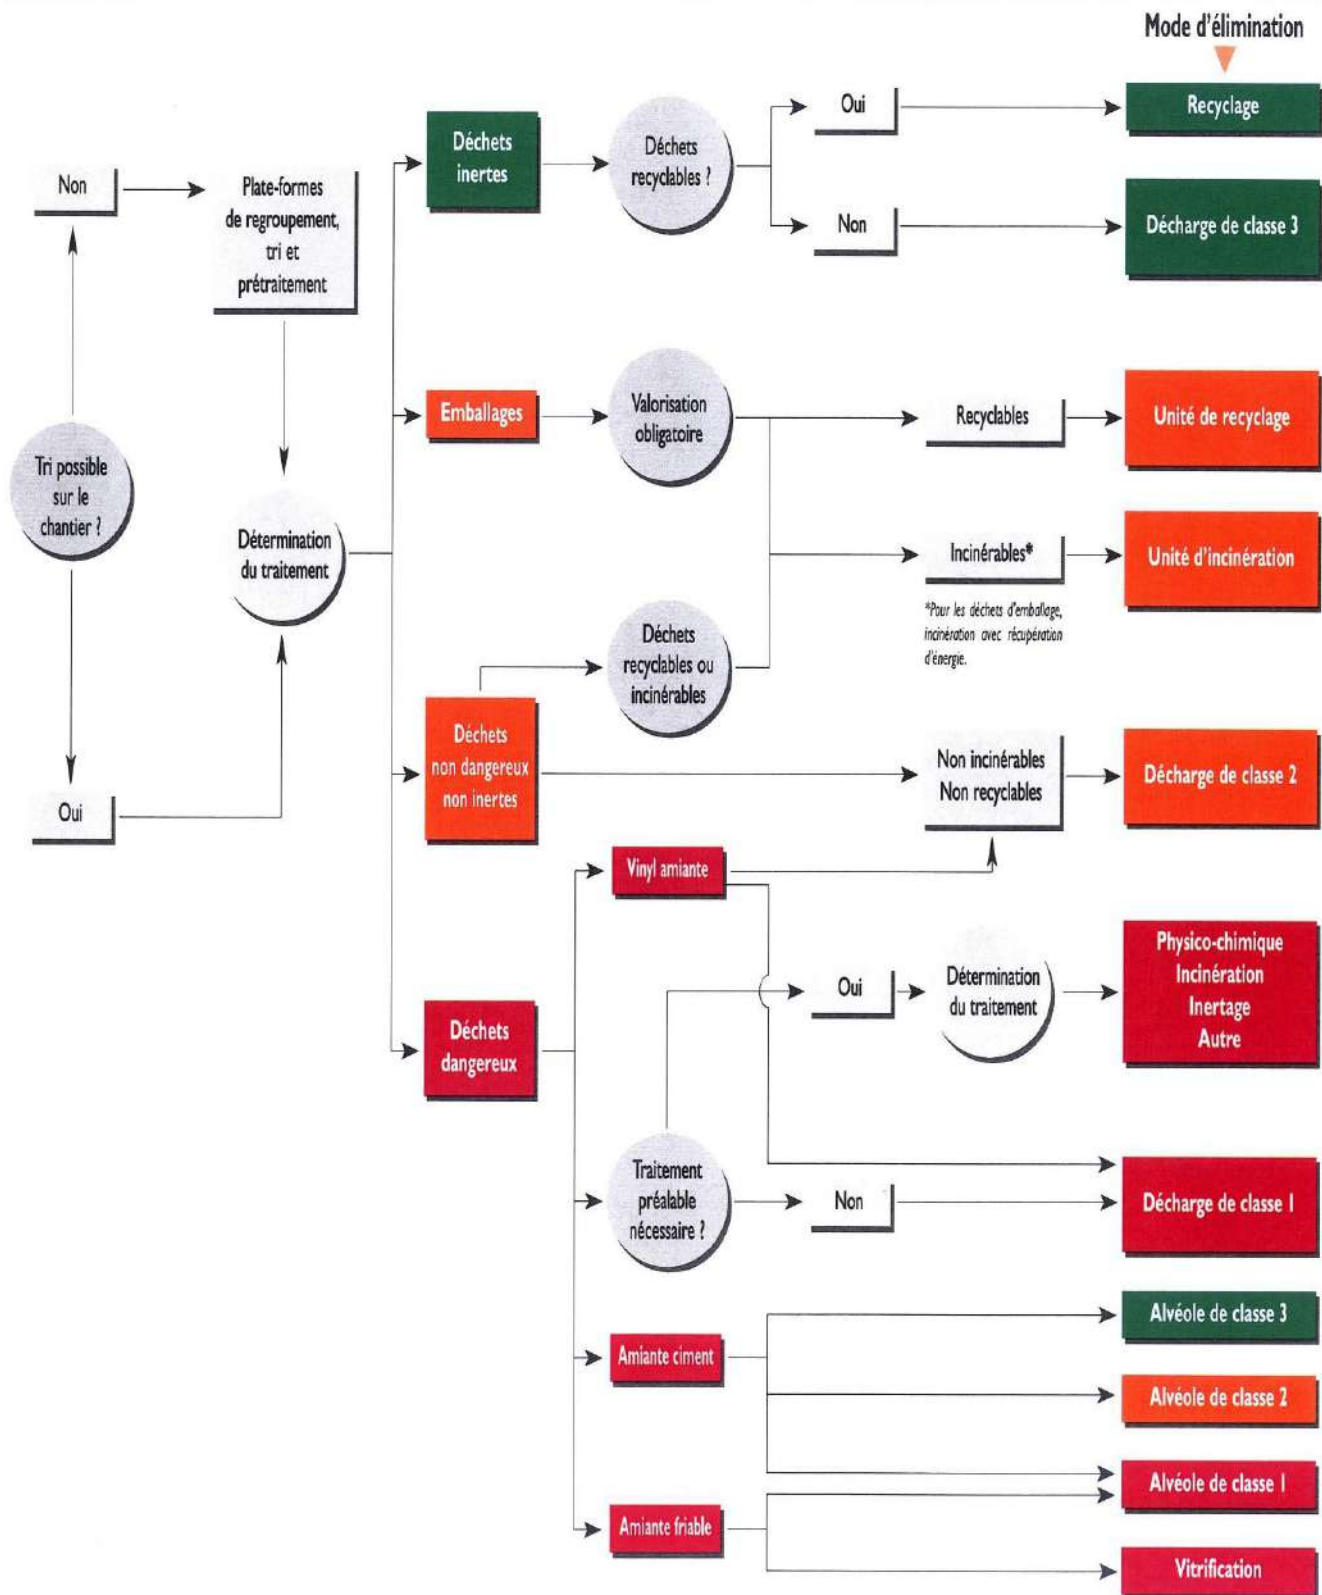 Mode d'élimination
Non
Plate-formes
de regroupement,
tri et
prétraitement
Tri possible
sur le
chantier ?
Oui
Détermination
du traitement
Déchets
inertes
Déchets
recyclables ?
Oui
Recyclage
Non
Décharge de classe 3
Emballages
Valorisation
obligatoire
Recyclables
Unité de recyclage
Incinérables*
Unité d'incinération
*Pour les déchets d'emballage,
incinération avec récupération
d'énergie.
Déchets
recyclables ou
incinérables
Déchets
non dangereux
non inertes
Non incinérables
Non recyclables
Décharge de classe 2
Déchets
dangereux
Vinyl amiante
Oui
Détermination
du traitement
Physico-chimique
Incinération
Inertage
Autre
Traitement
préalable
nécessaire ?
Non
Décharge de classe 1
Amiante ciment
Alvéole de classe 3
Alvéole de classe 2
Alvéole de classe 1
Amiante friable
Vitrification